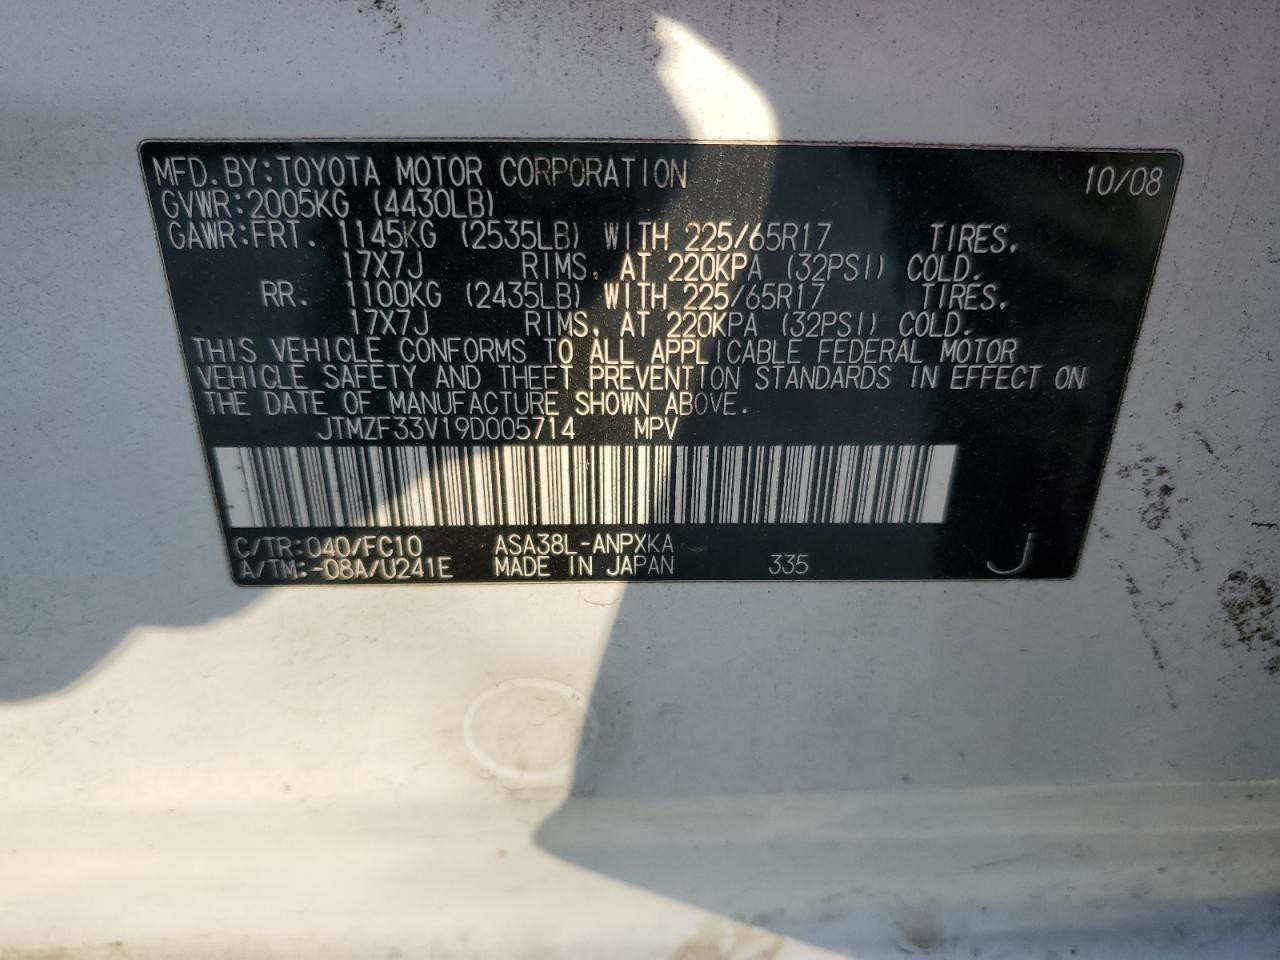 MFD.BY:TOYOTA MOTOR CORPORATION 10/08
GVWR:2005KG (4430LB)
GAWR:FRT. 1145KG (2535LB) WITH 225/65R17 TIRES,
17X7J RIMS, AT 220KPA (32PSI) COLD.
RR. 1100KG (2435LB) WITH 225/65R17 TIRES,
17X7J RIMS, AT 220KPA (32PSI) COLD.
THIS VEHICLE CONFORMS TO ALL APPLICABLE FEDERAL MOTOR
VEHICLE SAFETY AND THEFT PREVENTION STANDARDS IN EFFECT ON
THE DATE OF MANUFACTURE SHOWN ABOVE.
JTMZF33V19D005714 MPV
C/TR:040/FC10 ASA38L-ANPXKA
A/TM:-08A/U241E MADE IN JAPAN 335 J